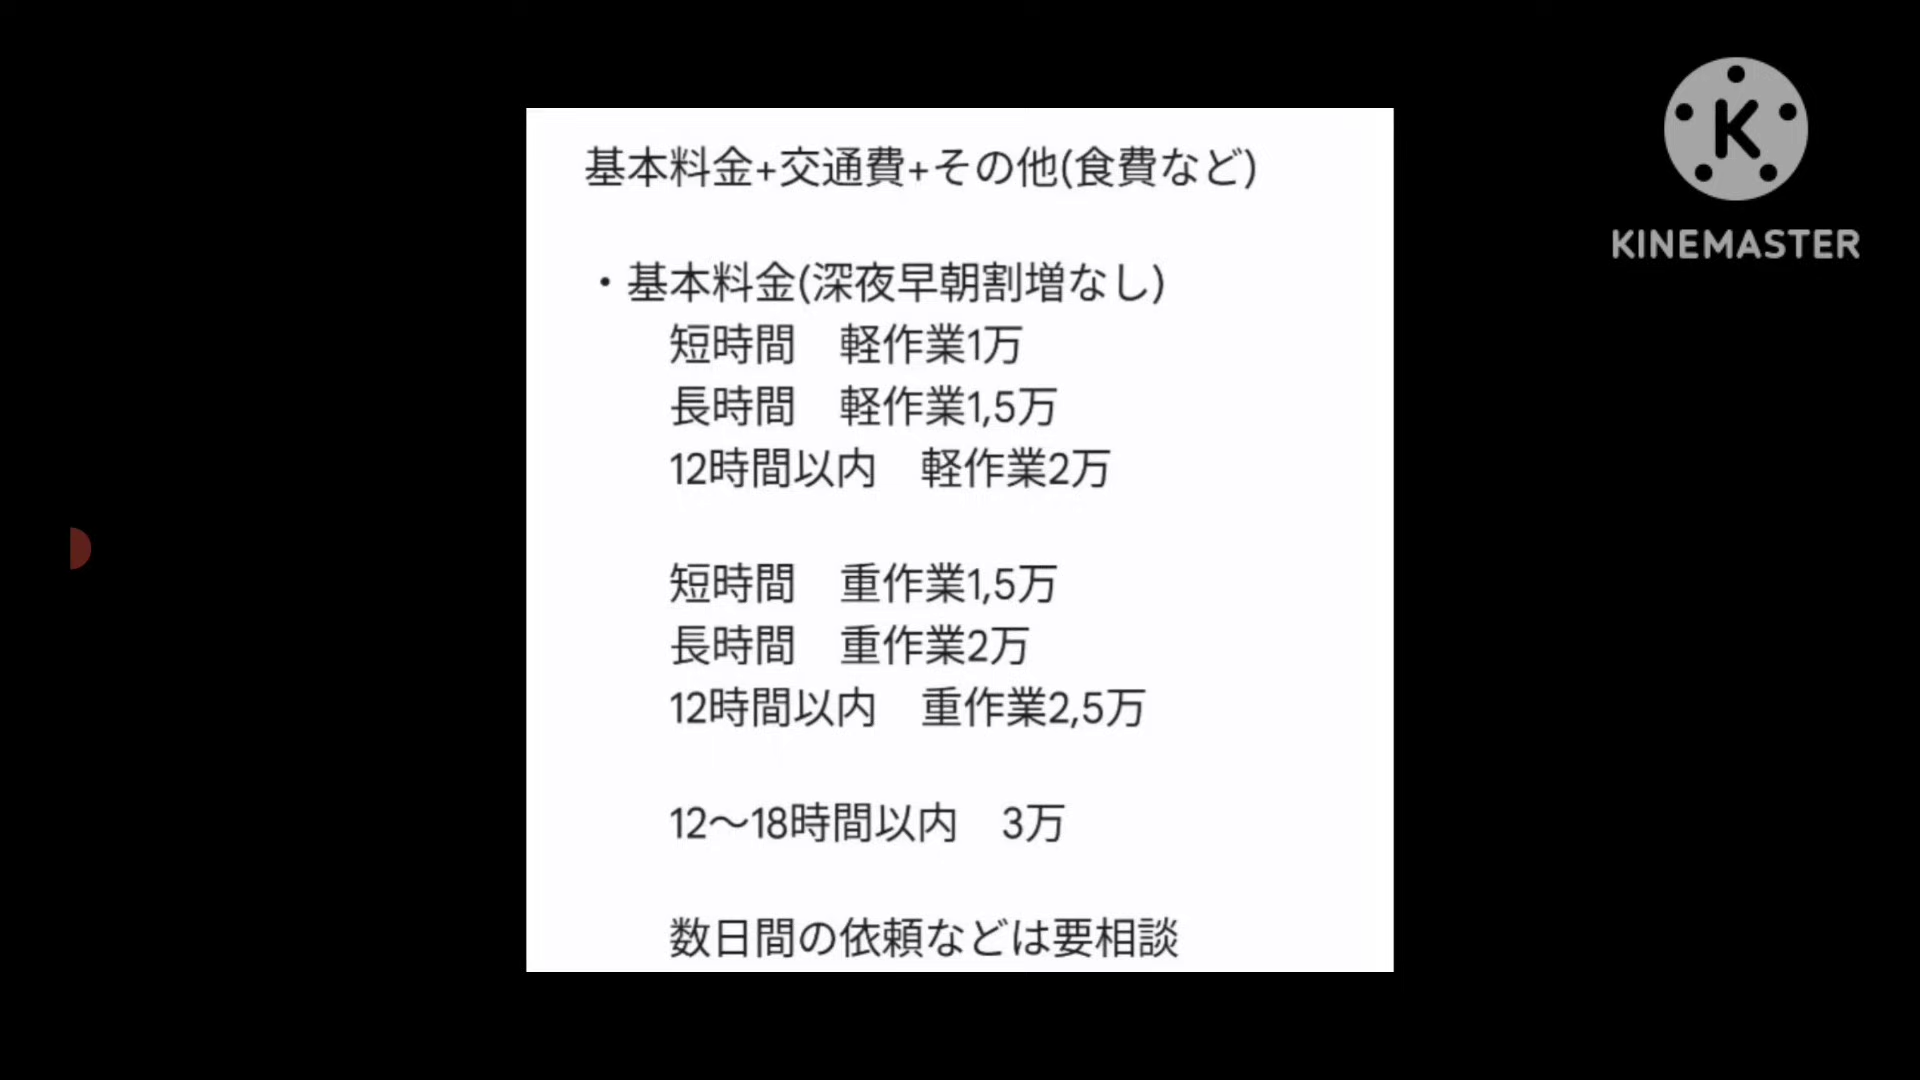 基本料金+交通費+その他(食費など)
・基本料金(深夜早朝割増なし)
短時間　軽作業1万
長時間　軽作業1,5万
12時間以内　軽作業2万
短時間　重作業1,5万
長時間　重作業2万
12時間以内　重作業2,5万
12〜18時間以内　3万
数日間の依頼などは要相談
K
KINEMASTER